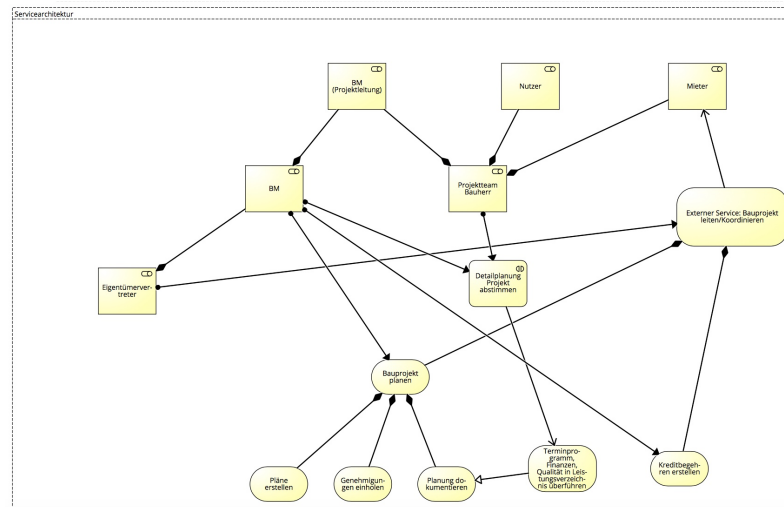 Servicearchitektur
BM
(Projektleitung)
Nutzer
Mieter
BM
Projektteam
Bauherr
Externer Service: Bauprojekt
leiten/Koordinieren
Eigentümerver-
treter
Detailplanung
Projekt
abstimmen
Bauprojekt
planen
Pläne
erstellen
Genehmigun-
gen einholen
Planung do-
kumentieren
Terminpro-
gramm,
Finanzen,
Qualität in Leis-
tungsverzeich-
nis überführen
Kreditbegeh-
ren erstellen